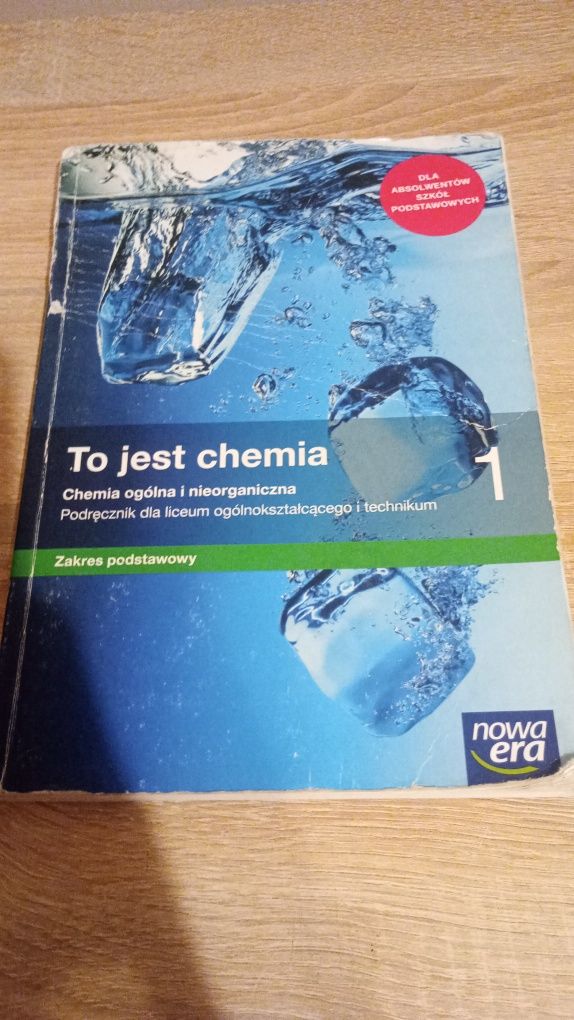 DLA
ABSOLWENTÓW
SZKÓŁ
PODSTAWOWYCH
To jest chemia
1
Chemia ogólna i nieorganiczna
Podręcznik dla liceum ogólnokształcącego i technikum
Zakres podstawowy
nowa
era